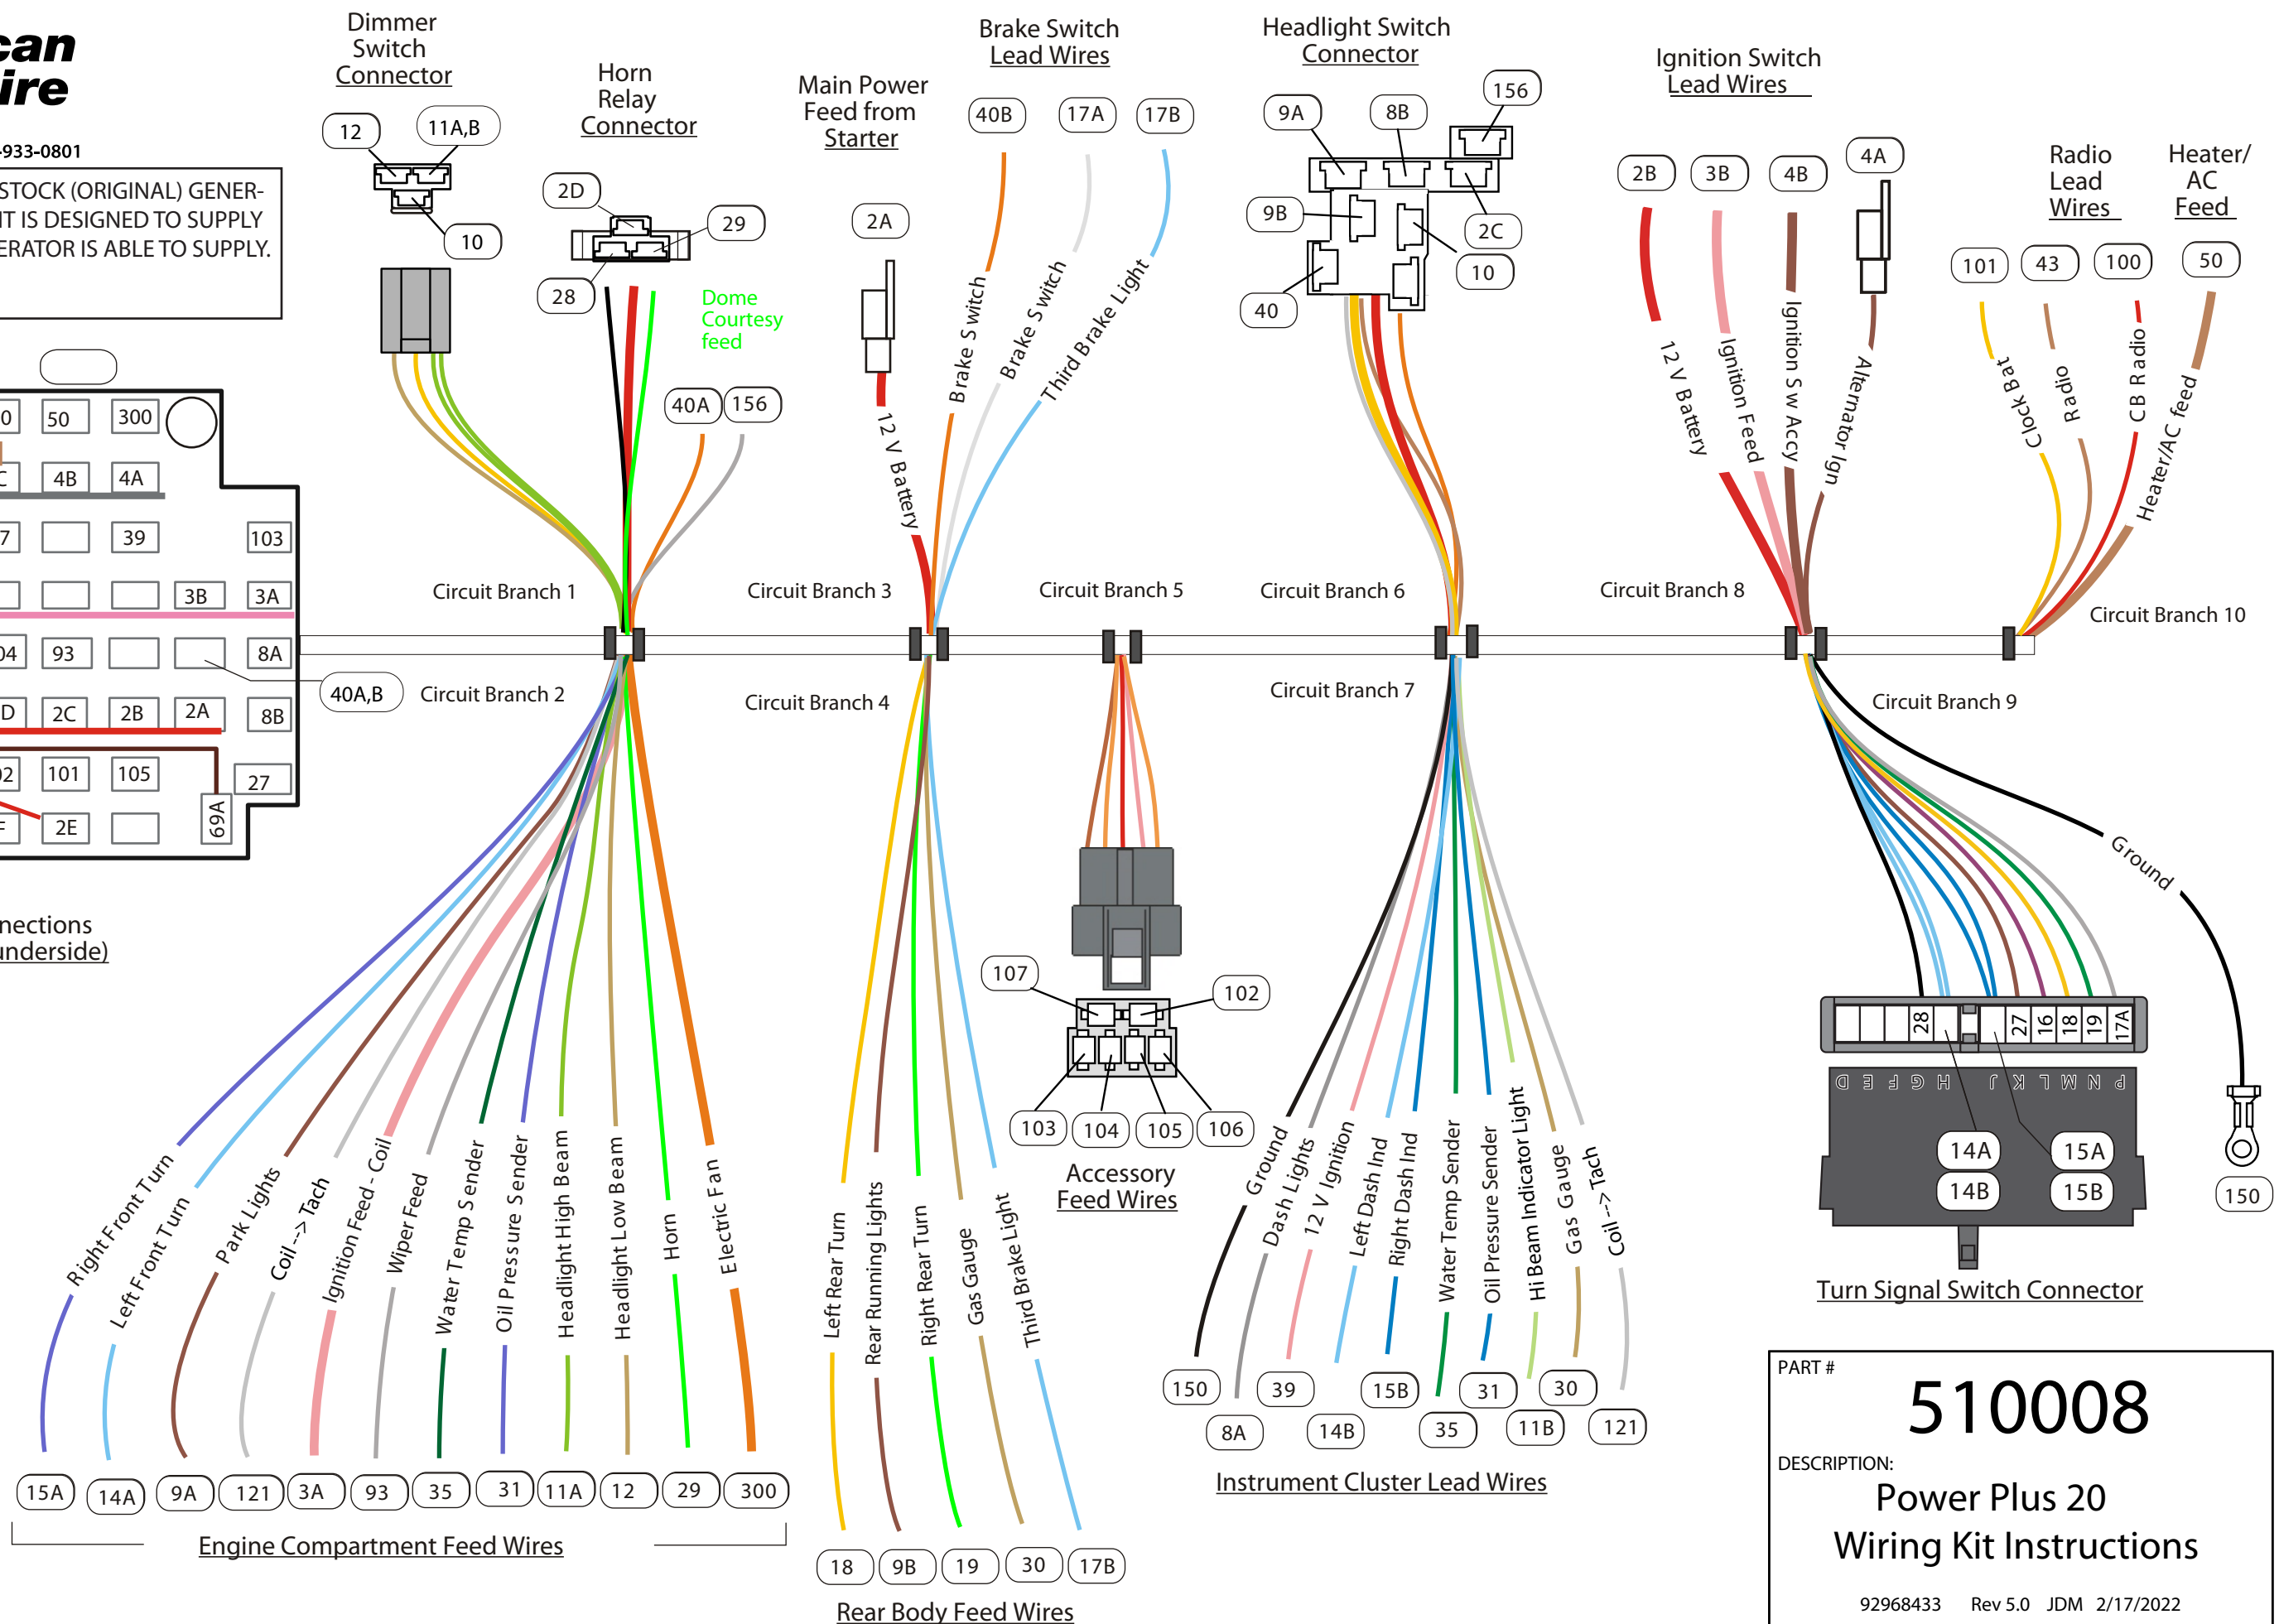 can
ire
-933-0801
STOCK (ORIGINAL) GENER-
IT IS DESIGNED TO SUPPLY
ERATOR IS ABLE TO SUPPLY.
Dimmer
Switch
Connector
12
11A,B
10
Horn
Relay
Connector
2D
29
28
Dome
Courtesy
feed
40A
156
Main Power
Feed from
Starter
2A
12 V Battery
Brake Switch
Lead Wires
40B
17A
17B
Brake Switch
Brake Switch
Third Brake Light
Headlight Switch
Connector
9A
8B
156
9B
2C
10
40
Ignition Switch
Lead Wires
2B
3B
4B
4A
12 V Battery
Ignition Feed
Ignition Sw Accy
Alternator Ign
Radio
Lead
Wires
Heater/
AC
Feed
101
43
100
50
Clock Bat
Radio
CB Radio
Heater/AC feed
0
50
300
C
4B
4A
7
39
103
3B
3A
04
93
8A
40A,B
D
2C
2B
2A
8B
02
101
105
27
F
2E
69A
nections
underside)
Circuit Branch 1
Circuit Branch 3
Circuit Branch 5
Circuit Branch 6
Circuit Branch 8
Circuit Branch 10
Circuit Branch 2
Circuit Branch 4
Circuit Branch 7
Circuit Branch 9
Right Front Turn
Left Front Turn
Park Lights
Coil --> Tach
Ignition Feed - Coil
Wiper Feed
Water Temp Sender
Oil Pressure Sender
Headlight High Beam
Headlight Low Beam
Horn
Electric Fan
15A
14A
9A
121
3A
93
35
31
11A
12
29
300
Engine Compartment Feed Wires
Left Rear Turn
Rear Running Lights
Right Rear Turn
Gas Gauge
Third Brake Light
18
9B
19
30
17B
Rear Body Feed Wires
107
102
103
104
105
106
Accessory
Feed Wires
Ground
Dash Lights
12 V Ignition
Left Dash Ind
Right Dash Ind
Water Temp Sender
Oil Pressure Sender
Hi Beam Indicator Light
Gas Gauge
Coil --> Tach
150
8A
39
14B
15B
35
31
11B
30
121
Instrument Cluster Lead Wires
Ground
28
27
16
18
19
17A
D E F G H J K L M N P
14A
14B
15A
15B
150
Turn Signal Switch Connector
PART #
510008
DESCRIPTION:
Power Plus 20
Wiring Kit Instructions
92968433 Rev 5.0 JDM 2/17/2022